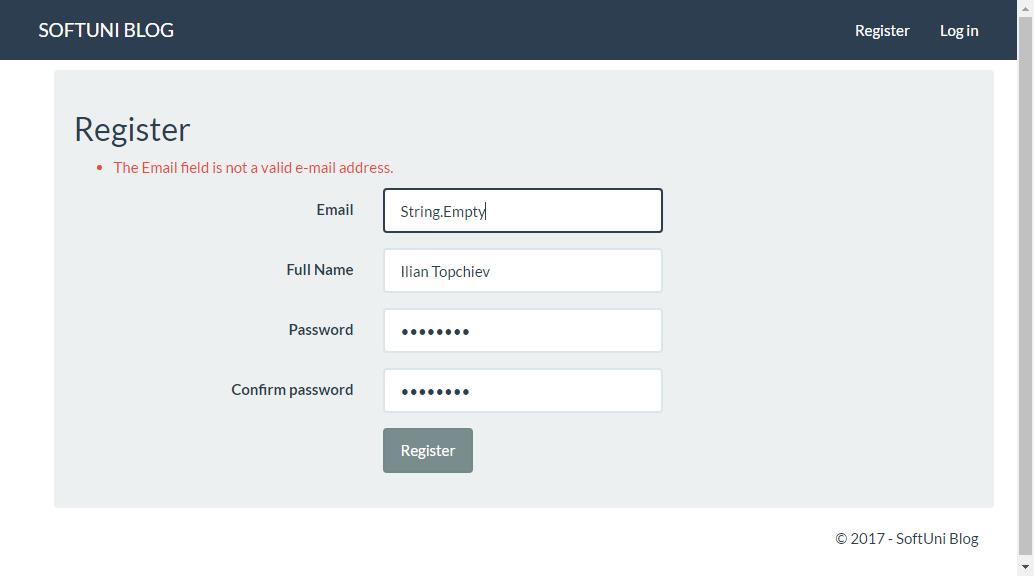 SOFTUNI BLOG Register Log in
Register
The Email field is not a valid e-mail address.
Email String.Empty
Full Name Ilian Topchiev
Password ••••••••
Confirm password ••••••••
Register
© 2017 - SoftUni Blog